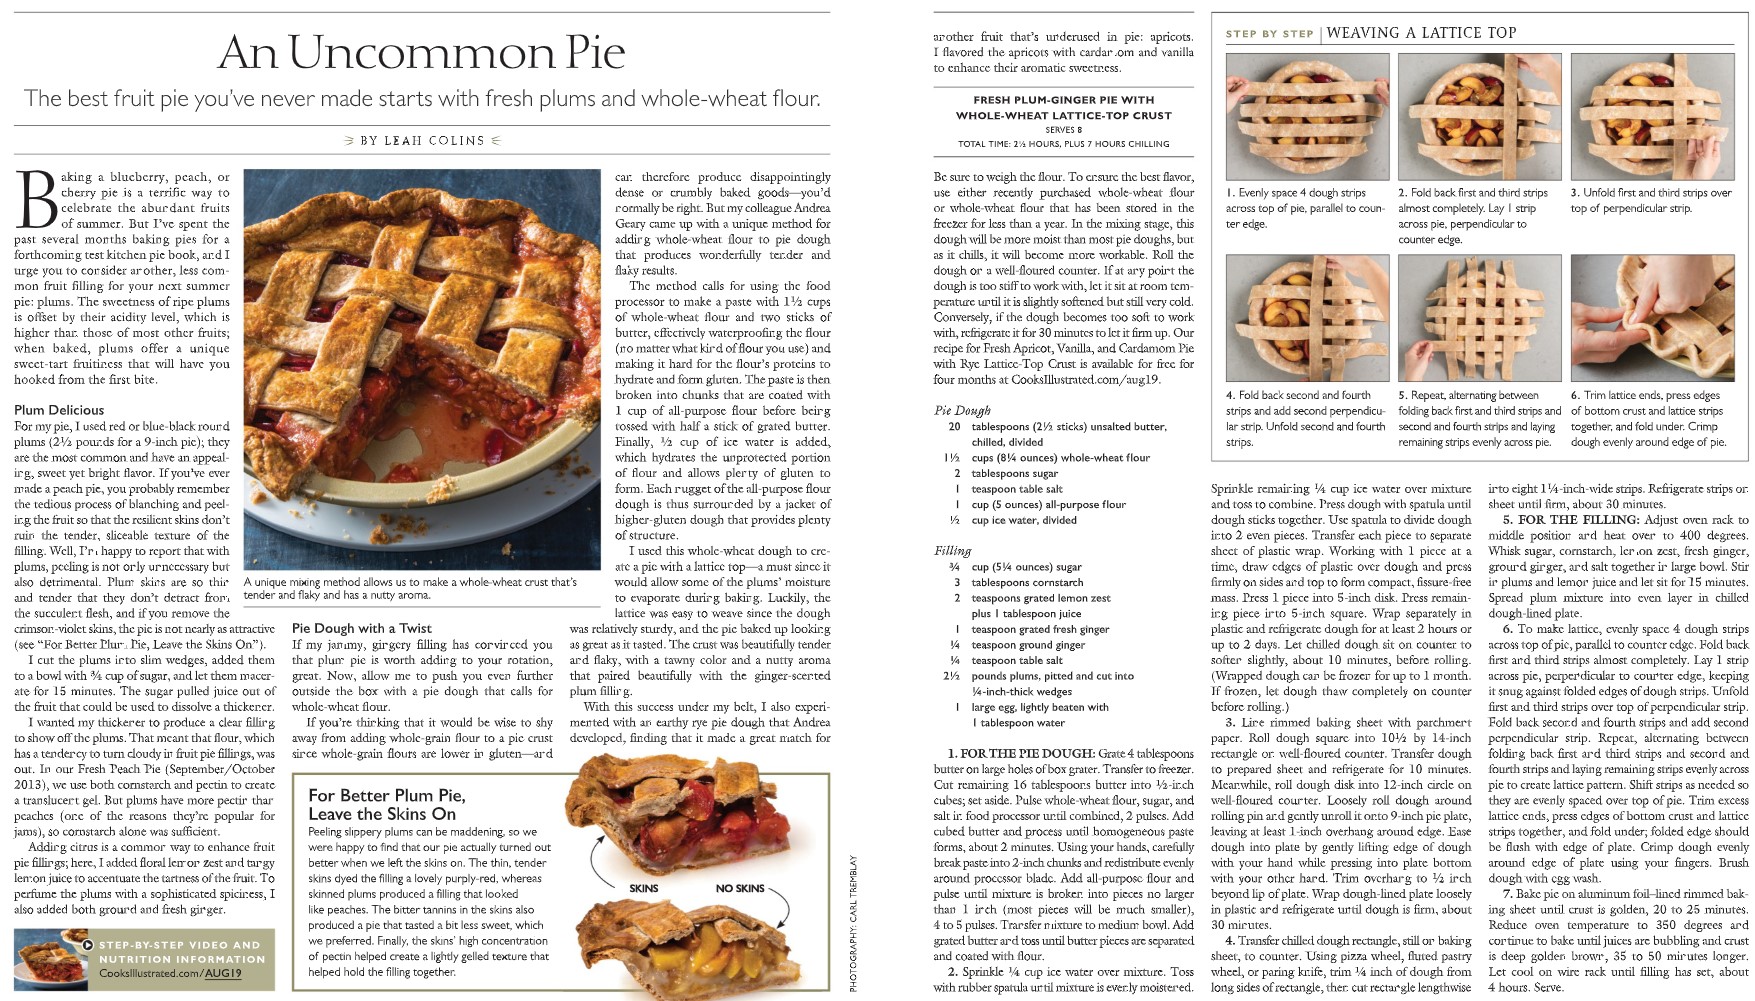 An Uncommon Pie
The best fruit pie you've never made starts with fresh plums and whole-wheat flour.
BY LEAH COLINS
Baking a blueberry, peach, or
cherry pie is a terrific way to
celebrate the abundant fruits
of summer. But I've spent the
past several months baking pies for a
forthcoming test kitchen pie book, and I
urge you to consider another, less com-
mon fruit filling for your next summer
pie: plums. The sweetness of ripe plums
is offset by their acidity level, which is
higher than those of most other fruits;
when baked, plums offer a unique
sweet-tart fruitiness that will have you
hooked from the first bite.
Plum Delicious
For my pie, I used red or blue-black round
plums (2½ pounds for a 9-inch pie); they
are the most common and have an appeal-
ing, sweet yet bright flavor. If you've ever
made a peach pie, you probably remember
the tedious process of blanching and peel-
ing the fruit so that the resilient skins don't
ruin the tender, sliceable texture of the
filling. Well, I'm happy to report that with
plums, peeling is not only unnecessary but
also detrimental. Plum skins are so thin
and tender that they don't detract from
the succulent flesh, and if you remove the
crimson-violet skins, the pie is not nearly as attractive
(see "For Better Plum Pie, Leave the Skins On").
I cut the plums into slim wedges, added them
to a bowl with ¾ cup of sugar, and let them macer-
ate for 15 minutes. The sugar pulled juice out of
the fruit that could be used to dissolve a thickener.
I wanted my thickener to produce a clear filling
to show off the plums. That meant that flour, which
has a tendency to turn cloudy in fruit pie fillings, was
out. In our Fresh Peach Pie (September/October
2013), we use both cornstarch and pectin to create
a translucent gel. But plums have more pectin than
peaches (one of the reasons they're popular for
jams), so cornstarch alone was sufficient.
Adding citrus is a common way to enhance fruit
pie fillings; here, I added floral lemon zest and tangy
lemon juice to accentuate the tartness of the fruit. To
perfume the plums with a sophisticated spiciness, I
also added both ground and fresh ginger.
STEP-BY-STEP VIDEO AND
NUTRITION INFORMATION
CooksIllustrated.com/AUG19
A unique mixing method allows us to make a whole-wheat crust that's
tender and flaky and has a nutty aroma.
Pie Dough with a Twist
If my jammy, gingery filling has convinced you
that plum pie is worth adding to your rotation,
great. Now, allow me to push you even further
outside the box with a pie dough that calls for
whole-wheat flour.
If you're thinking that it would be wise to shy
away from adding whole-grain flour to a pie crust
since whole-grain flours are lower in gluten—and
can therefore produce disappointingly
dense or crumbly baked goods—you'd
normally be right. But my colleague Andrea
Geary came up with a unique method for
adding whole-wheat flour to pie dough
that produces wonderfully tender and
flaky results.
The method calls for using the food
processor to make a paste with 1½ cups
of whole-wheat flour and two sticks of
butter, effectively waterproofing the flour
(no matter what kind of flour you use) and
making it hard for the flour's proteins to
hydrate and form gluten. The paste is then
broken into chunks that are coated with
1 cup of all-purpose flour before being
tossed with half a stick of grated butter.
Finally, ½ cup of ice water is added,
which hydrates the unprotected portion
of flour and allows plenty of gluten to
form. Each nugget of the all-purpose flour
dough is thus surrounded by a jacket of
higher-gluten dough that provides plenty
of structure.
I used this whole-wheat dough to cre-
ate a pie with a lattice top—a must since it
would allow some of the plums' moisture
to evaporate during baking. Luckily, the
lattice was easy to weave since the dough
was relatively sturdy, and the pie baked up looking
as great as it tasted. The crust was beautifully tender
and flaky, with a tawny color and a nutty aroma
that paired beautifully with the ginger-scented
plum filling.
With this success under my belt, I also experi-
mented with an earthy rye pie dough that Andrea
developed, finding that it made a great match for
For Better Plum Pie,
Leave the Skins On
Peeling slippery plums can be maddening, so we
were happy to find that our pie actually turned out
better when we left the skins on. The thin, tender
skins dyed the filling a lovely purply-red, whereas
skinned plums produced a filling that looked
like peaches. The bitter tannins in the skins also
produced a pie that tasted a bit less sweet, which
we preferred. Finally, the skins' high concentration
of pectin helped create a lightly gelled texture that
helped hold the filling together.
SKINS
NO SKINS
PHOTOGRAPHY: CARL TREMBLAY
another fruit that's underused in pie: apricots.
I flavored the apricots with cardamom and vanilla
to enhance their aromatic sweetness.
FRESH PLUM-GINGER PIE WITH
WHOLE-WHEAT LATTICE-TOP CRUST
SERVES 8
TOTAL TIME: 2½ HOURS, PLUS 7 HOURS CHILLING
Be sure to weigh the flour. To ensure the best flavor,
use either recently purchased whole-wheat flour
or whole-wheat flour that has been stored in the
freezer for less than a year. In the mixing stage, this
dough will be more moist than most pie doughs, but
as it chills, it will become more workable. Roll the
dough on a well-floured counter. If at any point the
dough is too stiff to work with, let it sit at room tem-
perature until it is slightly softened but still very cold.
Conversely, if the dough becomes too soft to work
with, refrigerate it for 30 minutes to let it firm up. Our
recipe for Fresh Apricot, Vanilla, and Cardamom Pie
with Rye Lattice-Top Crust is available for free for
four months at CooksIllustrated.com/aug19.
Pie Dough
20 tablespoons (2½ sticks) unsalted butter,
chilled, divided
1½ cups (8¼ ounces) whole-wheat flour
2 tablespoons sugar
1 teaspoon table salt
1 cup (5 ounces) all-purpose flour
½ cup ice water, divided
Filling
¾ cup (5¼ ounces) sugar
3 tablespoons cornstarch
2 teaspoons grated lemon zest
plus 1 tablespoon juice
1 teaspoon grated fresh ginger
¼ teaspoon ground ginger
¼ teaspoon table salt
2½ pounds plums, pitted and cut into
¼-inch-thick wedges
1 large egg, lightly beaten with
1 tablespoon water
1. FOR THE PIE DOUGH: Grate 4 tablespoons
butter on large holes of box grater. Transfer to freezer.
Cut remaining 16 tablespoons butter into ½-inch
cubes; set aside. Pulse whole-wheat flour, sugar, and
salt in food processor until combined, 2 pulses. Add
cubed butter and process until homogeneous paste
forms, about 2 minutes. Using your hands, carefully
break paste into 2-inch chunks and redistribute evenly
around processor blade. Add all-purpose flour and
pulse until mixture is broken into pieces no larger
than 1 inch (most pieces will be much smaller),
4 to 5 pulses. Transfer mixture to medium bowl. Add
grated butter and toss until butter pieces are separated
and coated with flour.
2. Sprinkle ¼ cup ice water over mixture. Toss
with rubber spatula until mixture is evenly moistened.
STEP BY STEP | WEAVING A LATTICE TOP
1. Evenly space 4 dough strips
across top of pie, parallel to coun-
ter edge.
2. Fold back first and third strips
almost completely. Lay 1 strip
across pie, perpendicular to
counter edge.
3. Unfold first and third strips over
top of perpendicular strip.
4. Fold back second and fourth
strips and add second perpendicu-
lar strip. Unfold second and fourth
strips.
5. Repeat, alternating between
folding back first and third strips and
second and fourth strips and laying
remaining strips evenly across pie.
6. Trim lattice ends, press edges
of bottom crust and lattice strips
together, and fold under. Crimp
dough evenly around edge of pie.
Sprinkle remaining ¼ cup ice water over mixture
and toss to combine. Press dough with spatula until
dough sticks together. Use spatula to divide dough
into 2 even pieces. Transfer each piece to separate
sheet of plastic wrap. Working with 1 piece at a
time, draw edges of plastic over dough and press
firmly on sides and top to form compact, fissure-free
mass. Press 1 piece into 5-inch disk. Press remain-
ing piece into 5-inch square. Wrap separately in
plastic and refrigerate dough for at least 2 hours or
up to 2 days. Let chilled dough sit on counter to
soften slightly, about 10 minutes, before rolling.
(Wrapped dough can be frozen for up to 1 month.
If frozen, let dough thaw completely on counter
before rolling.)
3. Line rimmed baking sheet with parchment
paper. Roll dough square into 10½ by 14-inch
rectangle on well-floured counter. Transfer dough
to prepared sheet and refrigerate for 10 minutes.
Meanwhile, roll dough disk into 12-inch circle on
well-floured counter. Loosely roll dough around
rolling pin and gently unroll it onto 9-inch pie plate,
leaving at least 1-inch overhang around edge. Ease
dough into plate by gently lifting edge of dough
with your hand while pressing into plate bottom
with your other hand. Trim overhang to ½ inch
beyond lip of plate. Wrap dough-lined plate loosely
in plastic and refrigerate until dough is firm, about
30 minutes.
4. Transfer chilled dough rectangle, still on baking
sheet, to counter. Using pizza wheel, fluted pastry
wheel, or paring knife, trim ¼ inch of dough from
long sides of rectangle, then cut rectangle lengthwise
into eight 1¼-inch-wide strips. Refrigerate strips on
sheet until firm, about 30 minutes.
5. FOR THE FILLING: Adjust oven rack to
middle position and heat oven to 400 degrees.
Whisk sugar, cornstarch, lemon zest, fresh ginger,
ground ginger, and salt together in large bowl. Stir
in plums and lemon juice and let sit for 15 minutes.
Spread plum mixture into even layer in chilled
dough-lined plate.
6. To make lattice, evenly space 4 dough strips
across top of pie, parallel to counter edge. Fold back
first and third strips almost completely. Lay 1 strip
across pie, perpendicular to counter edge, keeping
it snug against folded edges of dough strips. Unfold
first and third strips over top of perpendicular strip.
Fold back second and fourth strips and add second
perpendicular strip. Repeat, alternating between
folding back first and third strips and second and
fourth strips and laying remaining strips evenly across
pie to create lattice pattern. Shift strips as needed so
they are evenly spaced over top of pie. Trim excess
lattice ends, press edges of bottom crust and lattice
strips together, and fold under; folded edge should
be flush with edge of plate. Crimp dough evenly
around edge of plate using your fingers. Brush
dough with egg wash.
7. Bake pie on aluminum foil–lined rimmed bak-
ing sheet until crust is golden, 20 to 25 minutes.
Reduce oven temperature to 350 degrees and
continue to bake until juices are bubbling and crust
is deep golden brown, 35 to 50 minutes longer.
Let cool on wire rack until filling has set, about
4 hours. Serve.